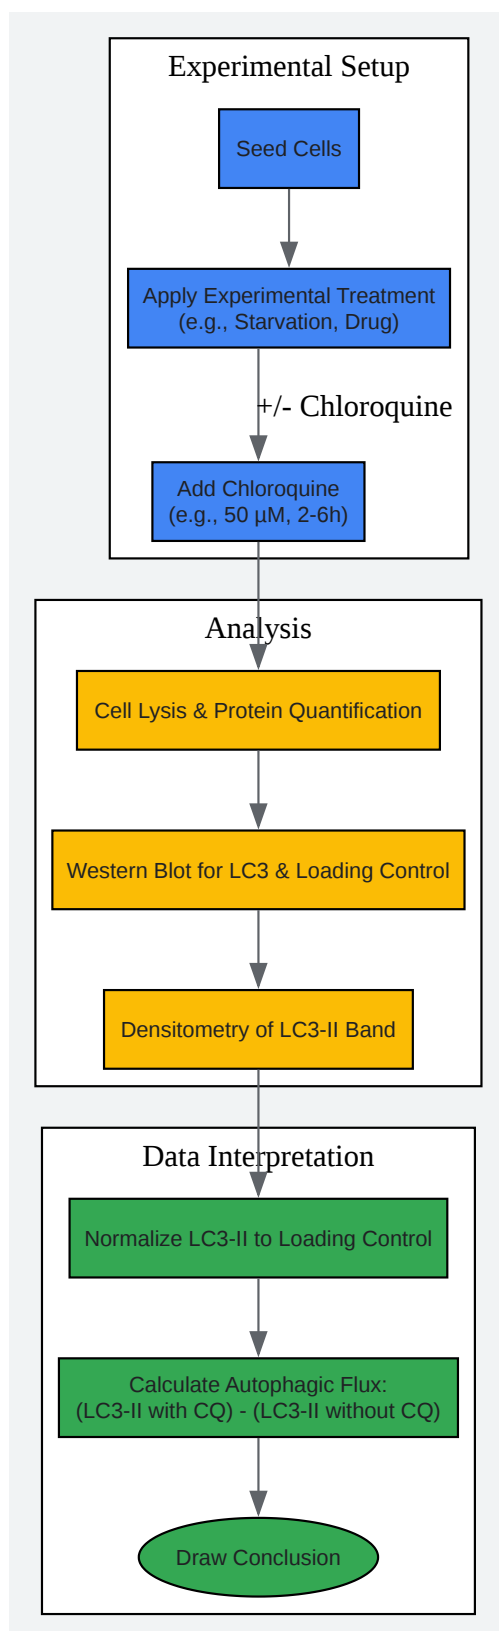 Experimental Setup
Seed Cells
Apply Experimental Treatment
(e.g., Starvation, Drug)
+/- Chloroquine
Add Chloroquine
(e.g., 50 µM, 2-6h)
Analysis
Cell Lysis & Protein Quantification
Western Blot for LC3 & Loading Control
Densitometry of LC3-II Band
Data Interpretation
Normalize LC3-II to Loading Control
Calculate Autophagic Flux:
(LC3-II with CQ) - (LC3-II without CQ)
Draw Conclusion